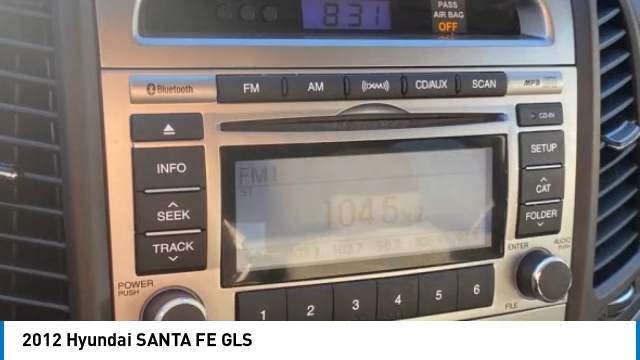 8:31
PASS
AIR BAG
OFF
Bluetooth
FM
AM
((XM))
CD/AUX
SCAN
MP3
CD-IN
INFO
SEEK
TRACK
SETUP
CAT
FOLDER
FM1
ST
104.5
POWER
PUSH
ENTER
AUDIO
FILE
1 2 3 4 5 6
2012 Hyundai SANTA FE GLS